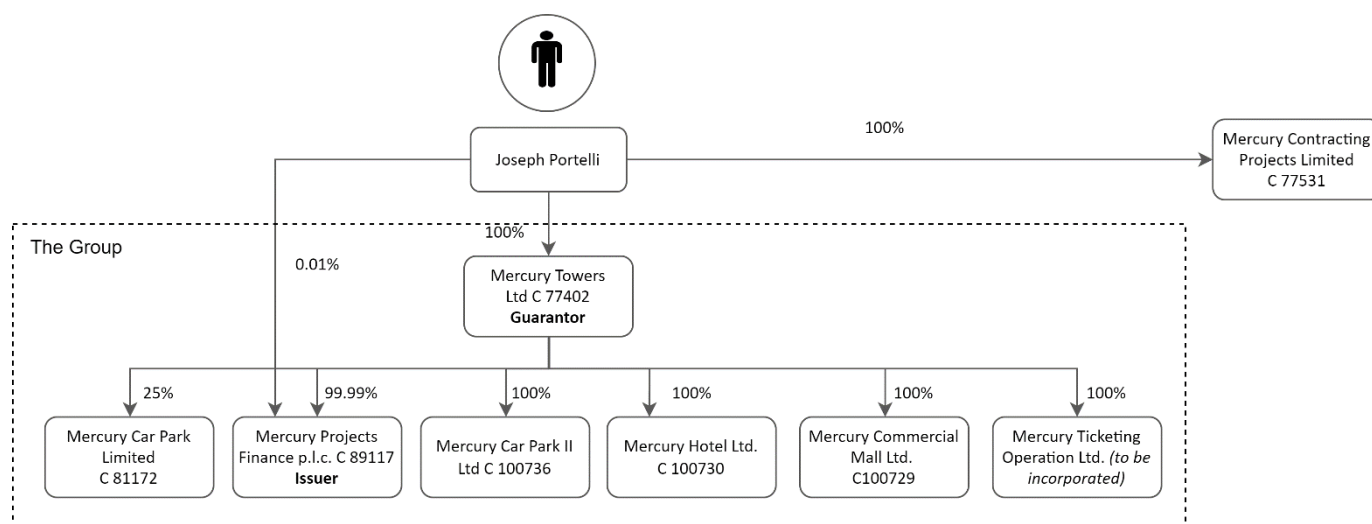 100%
Joseph Portelli
Mercury Contracting
Projects Limited
C 77531
The Group
100%
0.01%
Mercury Towers
Ltd C 77402
Guarantor
25%
99.99%
100%
100%
100%
100%
Mercury Car Park
Limited
C 81172
Mercury Projects
Finance p.l.c. C 89117
Issuer
Mercury Car Park II
Ltd C 100736
Mercury Hotel Ltd.
C 100730
Mercury Commercial
Mall Ltd.
C100729
Mercury Ticketing
Operation Ltd. (to be
incorporated)